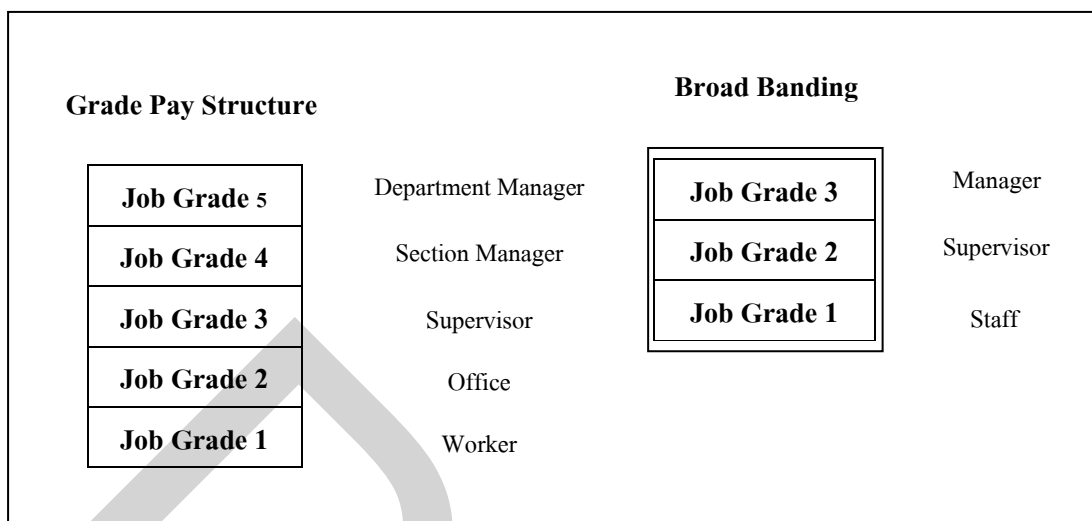 Grade Pay Structure
Job Grade 5 Department Manager
Job Grade 4 Section Manager
Job Grade 3 Supervisor
Job Grade 2 Office
Job Grade 1 Worker
Broad Banding
Job Grade 3 Manager
Job Grade 2 Supervisor
Job Grade 1 Staff